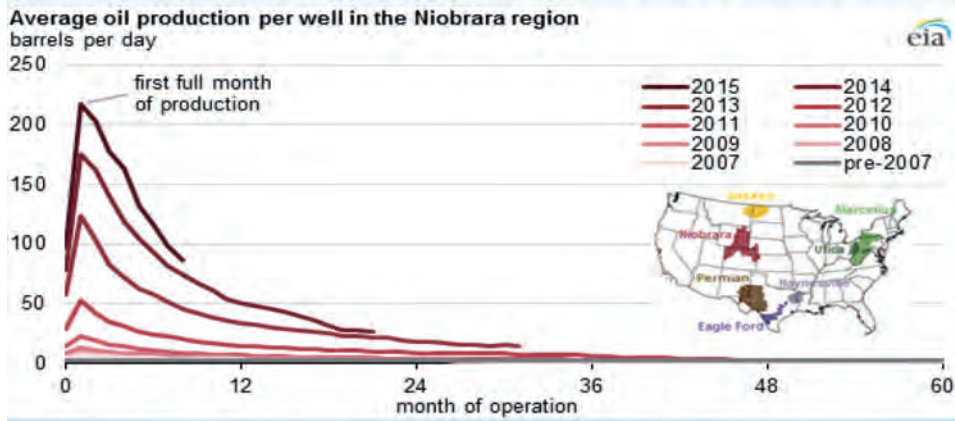 Average oil production per well in the Niobrara region
barrels per day
eia
250
200
150
100
50
0
first full month
of production
2015
2014
2013
2012
2011
2010
2009
2008
2007
pre-2007
Bakken
Marcellus
Niobrara
Utica
Permian
Haynesville
Eagle Ford
0 12 24 36 48 60
month of operation